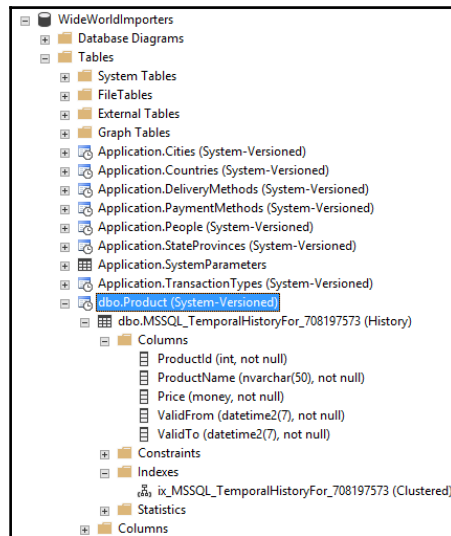 WideWorldImporters
Database Diagrams
Tables
System Tables
FileTables
External Tables
Graph Tables
Application.Cities (System-Versioned)
Application.Countries (System-Versioned)
Application.DeliveryMethods (System-Versioned)
Application.PaymentMethods (System-Versioned)
Application.People (System-Versioned)
Application.StateProvinces (System-Versioned)
Application.SystemParameters
Application.TransactionTypes (System-Versioned)
dbo.Product (System-Versioned)
dbo.MSSQL_TemporalHistoryFor_708197573 (History)
Columns
ProductId (int, not null)
ProductName (nvarchar(50), not null)
Price (money, not null)
ValidFrom (datetime2(7), not null)
ValidTo (datetime2(7), not null)
Constraints
Indexes
ix_MSSQL_TemporalHistoryFor_708197573 (Clustered)
Statistics
Columns